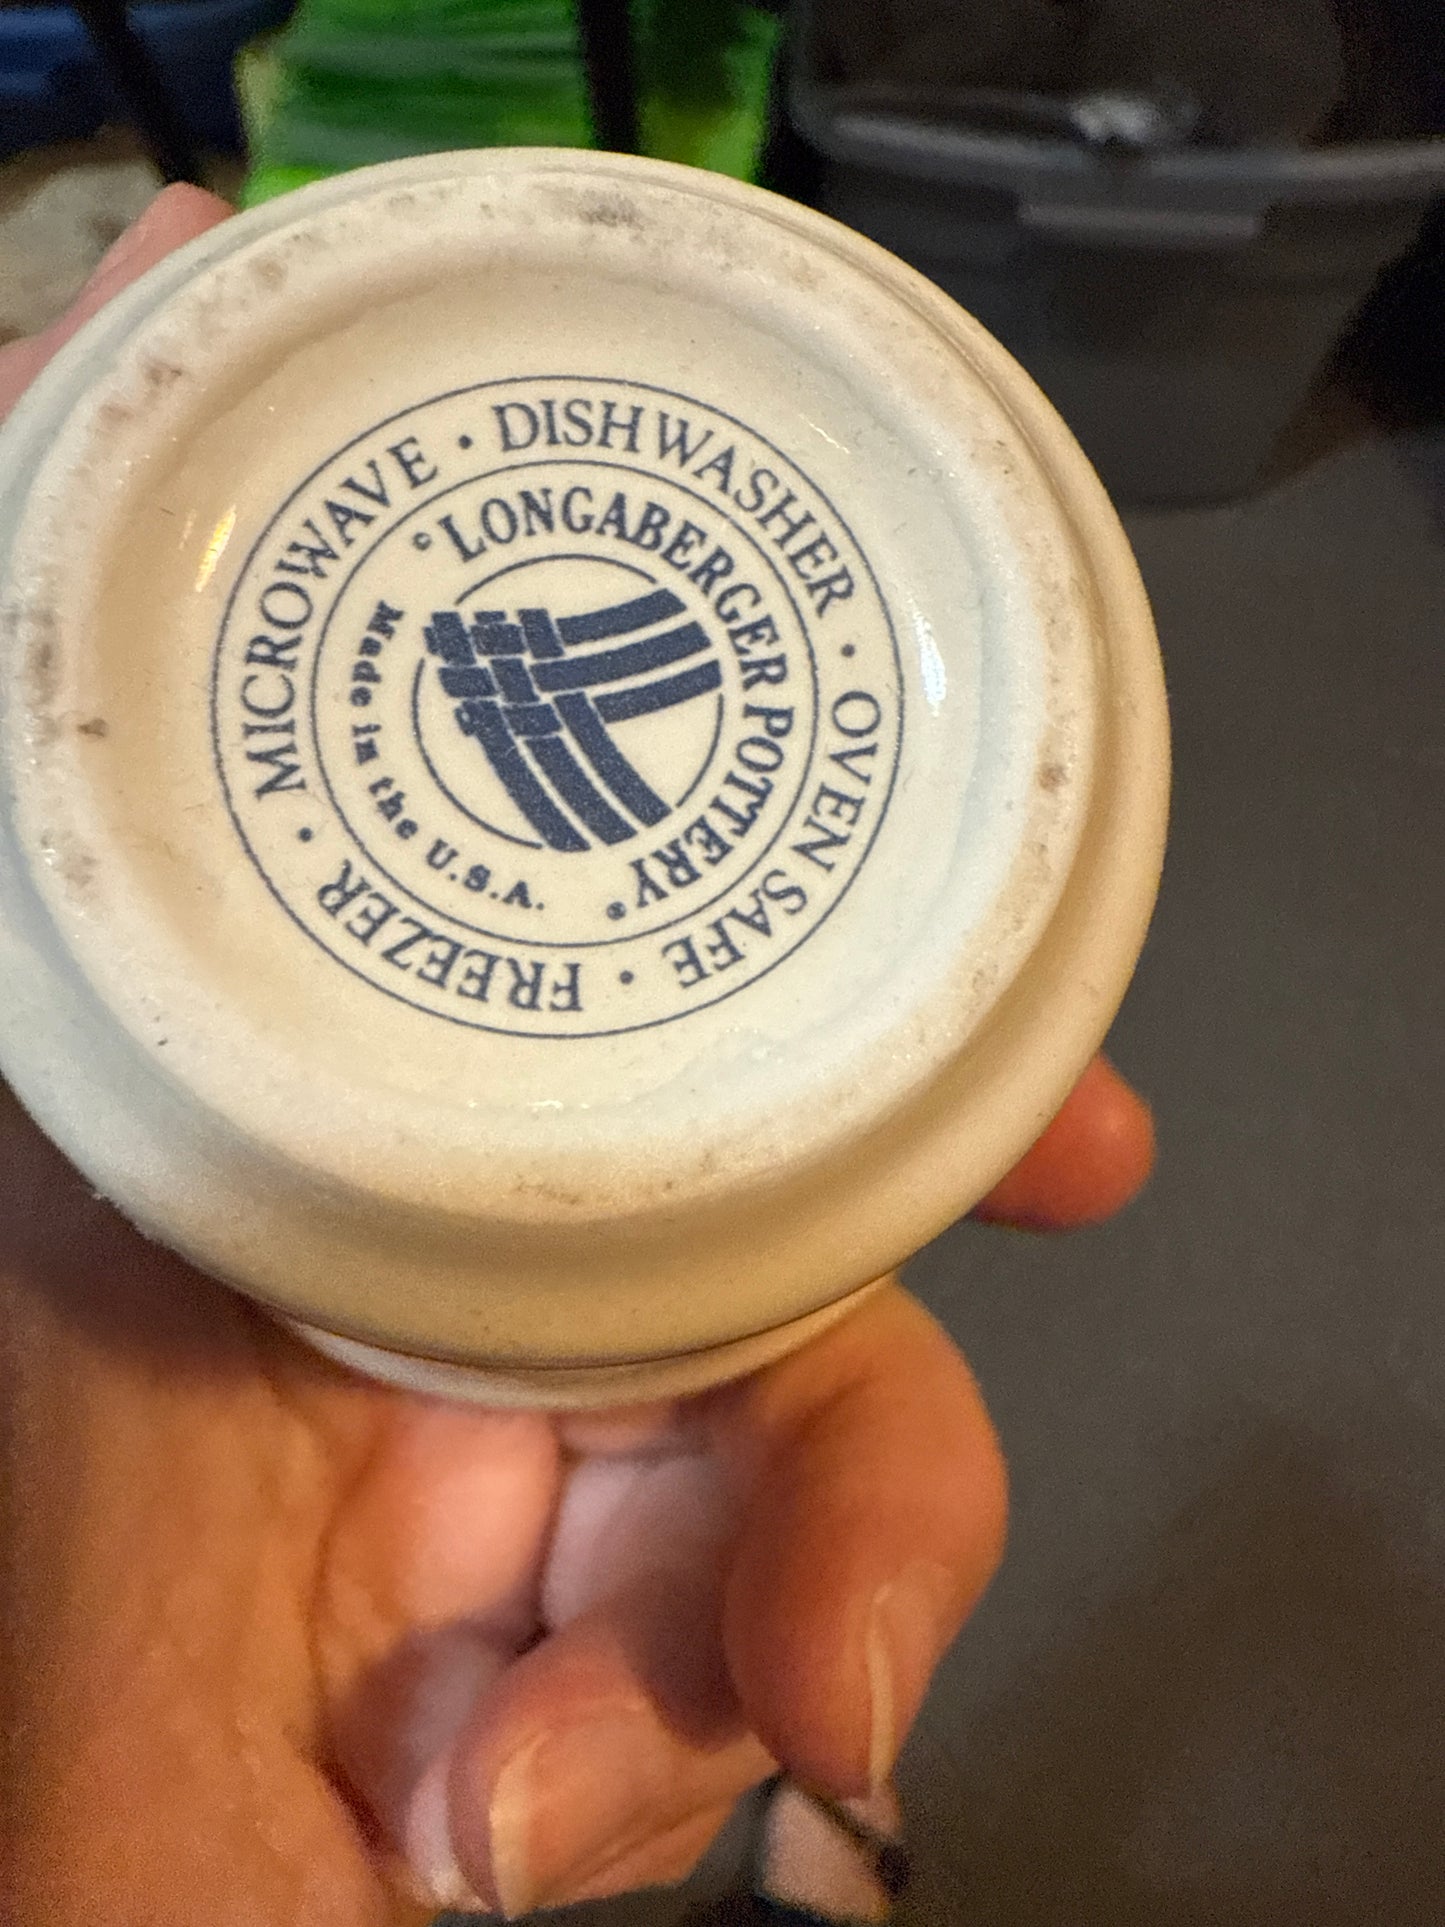 MICROWAVE • DISHWASHER • OVEN SAFE • FREEZER •
© LONGABERGER POTTERY ®
Made in the U.S.A.